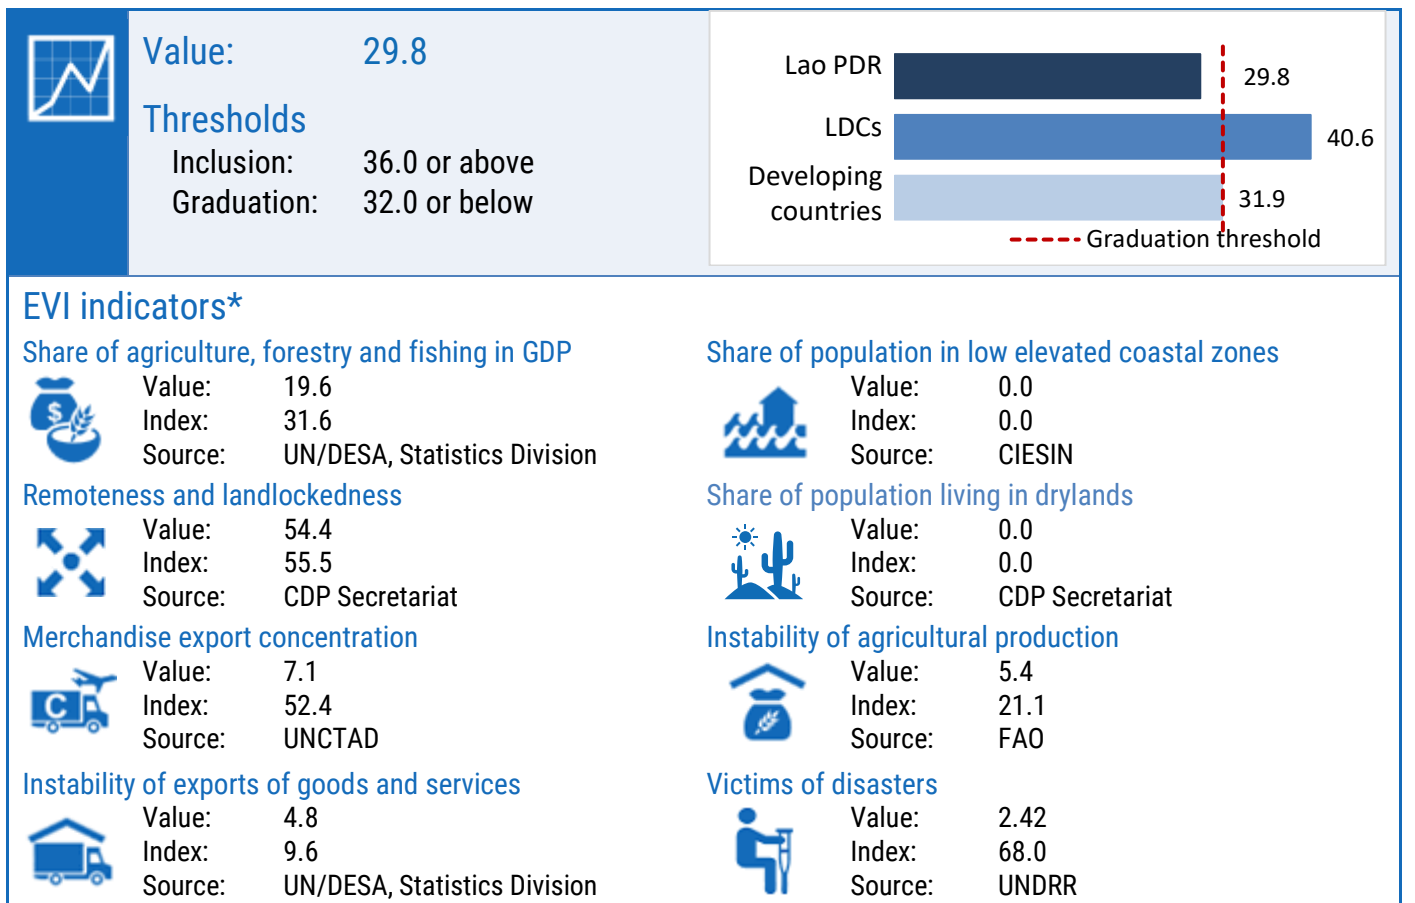 Value: 29.8
Thresholds
Inclusion: 36.0 or above
Graduation: 32.0 or below
Lao PDR 29.8
LDCs 40.6
Developing
countries 31.9
Graduation threshold
EVI indicators*
Share of agriculture, forestry and fishing in GDP
$
Value: 19.6
Index: 31.6
Source: UN/DESA, Statistics Division
Remoteness and landlockedness
Value: 54.4
Index: 55.5
Source: CDP Secretariat
Merchandise export concentration
C
Value: 7.1
Index: 52.4
Source: UNCTAD
Instability of exports of goods and services
Value: 4.8
Index: 9.6
Source: UN/DESA, Statistics Division
Share of population in low elevated coastal zones
Value: 0.0
Index: 0.0
Source: CIESIN
Share of population living in drylands
Value: 0.0
Index: 0.0
Source: CDP Secretariat
Instability of agricultural production
Value: 5.4
Index: 21.1
Source: FAO
Victims of disasters
Value: 2.42
Index: 68.0
Source: UNDRR